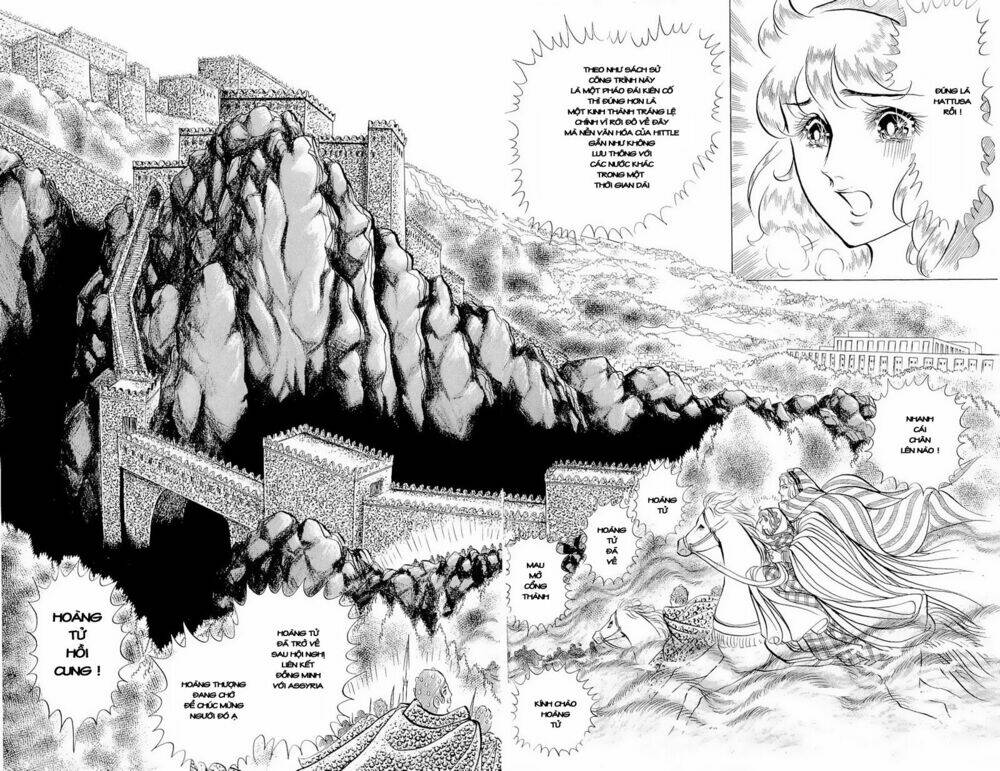 ĐÚNG LÀ
HATTUSA
RỒI !
THEO NHƯ SÁCH SỬ
CÔNG TRÌNH NÀY
LÀ MỘT PHÁO ĐÀI KIÊN CỐ
THÌ ĐÚNG HƠN LÀ
MỘT KINH THÀNH TRÁNG LỆ
CHÍNH VÌ RỜI ĐÔ VỀ ĐÂY
MÀ NỀN VĂN HÓA CỦA HITTLE
GẦN NHƯ KHÔNG
LƯU THÔNG VỚI
CÁC NƯỚC KHÁC
TRONG MỘT
THỜI GIAN DÀI
NHANH
CÁI
CHÂN
LÊN NÀO !
HOÀNG
TỬ
HOÀNG
TỬ
ĐÃ
VỀ
MAU
MỞ
CỔNG
THÀNH
KÍNH CHÀO
HOÀNG
TỬ
HOÀNG TỬ
ĐÃ TRỞ VỀ
SAU HỘI NGHỊ
LIÊN KẾT
ĐỒNG MINH
VỚI ASSYRIA
HOÀNG THƯỢNG
ĐANG CHỜ
ĐỂ CHÚC MỪNG
NGƯỜI ĐÓ Ạ
HOÀNG
TỬ
HỒI
CUNG !